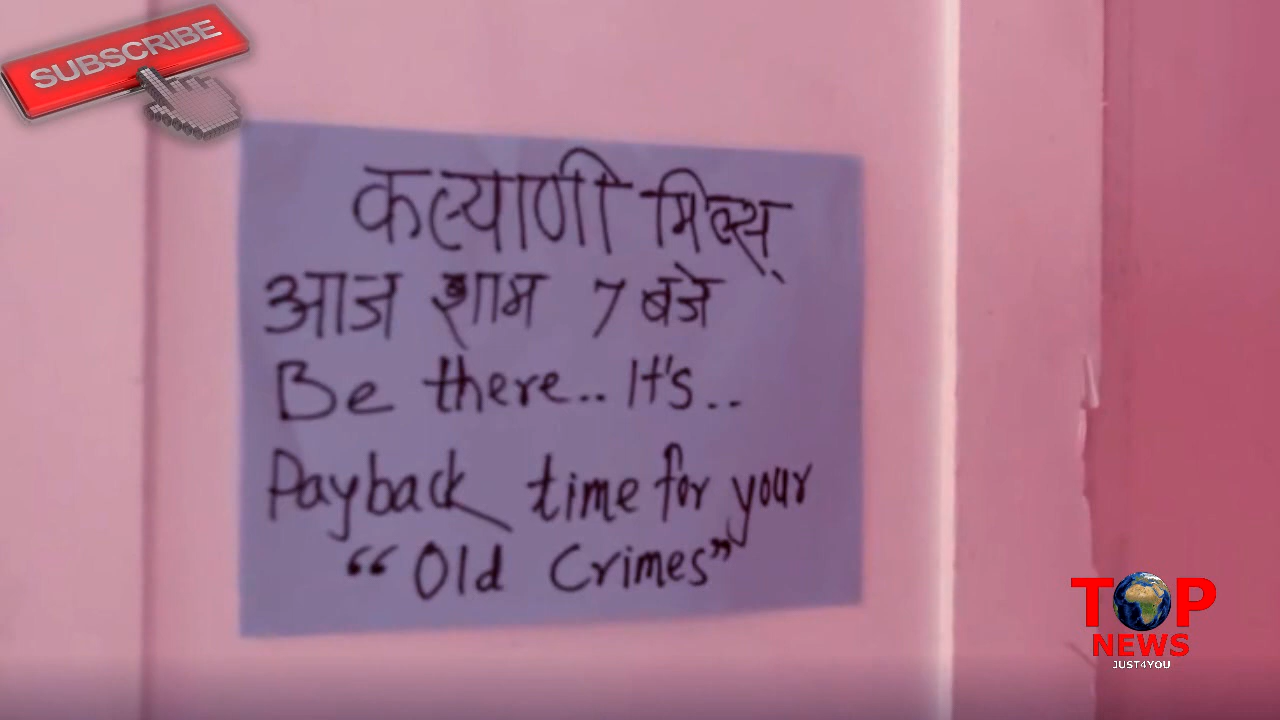 SUBSCRIBE
कल्याणी मिल्स्
आज शाम 7 बजे
Be there.. It's..
Payback time for your
“Old Crimes”
TOP
NEWS
JUST4YOU